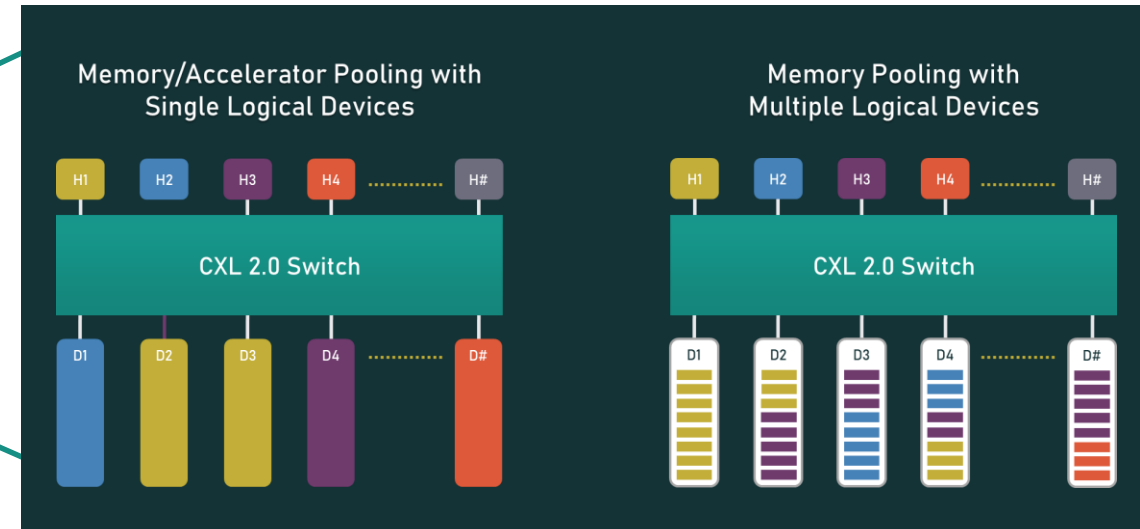 Memory/Accelerator Pooling with
Single Logical Devices
H1 H2 H3 H4 ............. H#
CXL 2.0 Switch
D1 D2 D3 D4 ............. D#
Memory Pooling with
Multiple Logical Devices
H1 H2 H3 H4 ............. H#
CXL 2.0 Switch
D1 D2 D3 D4 ............. D#